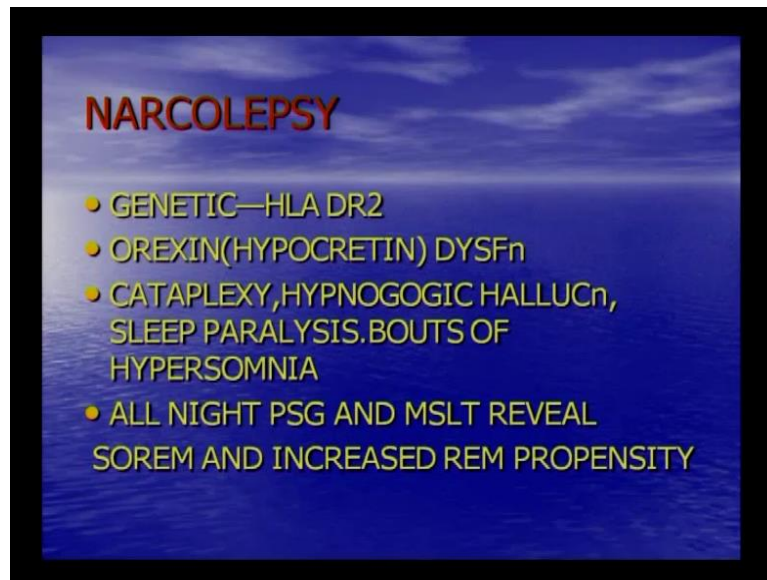 NARCOLEPSY
• GENETIC—HLA DR2
• OREXIN(HYPOCRETIN) DYSFn
• CATAPLEXY,HYPNOGOGIC HALLUCn,
SLEEP PARALYSIS.BOUTS OF
HYPERSOMNIA
• ALL NIGHT PSG AND MSLT REVEAL
SOREM AND INCREASED REM PROPENSITY